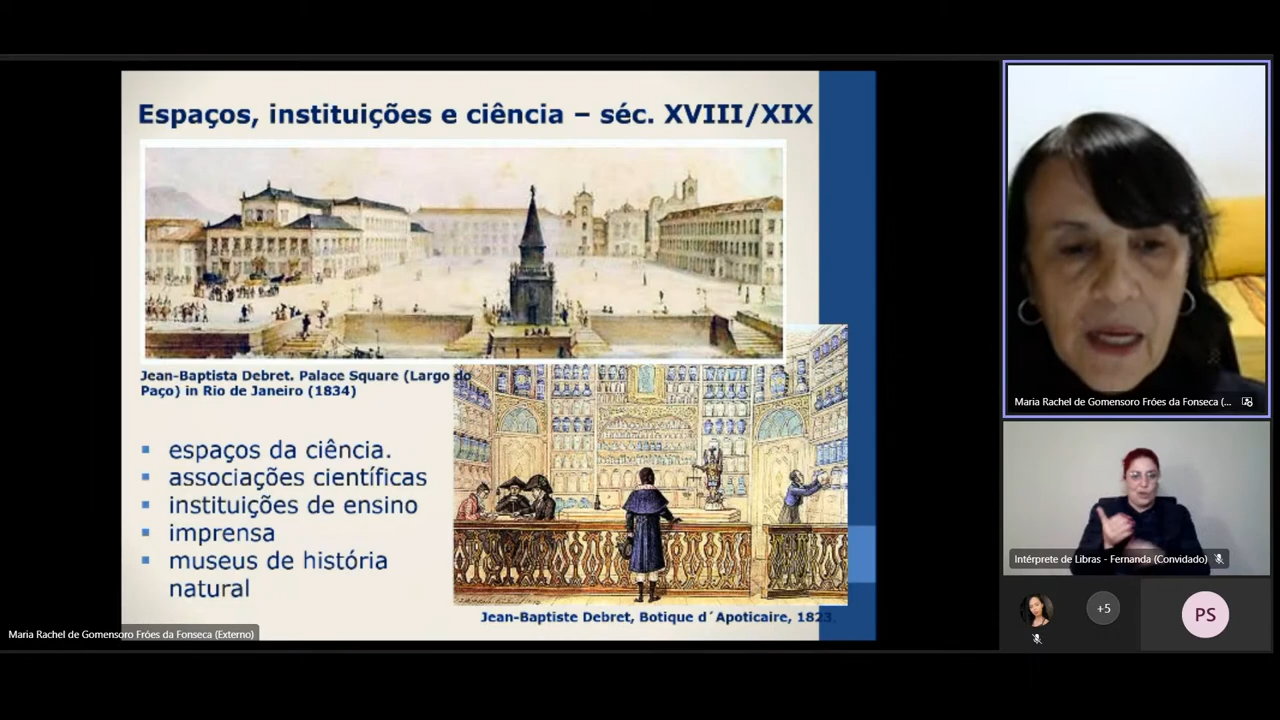 Espaços, instituições e ciência – séc. XVIII/XIX
Jean-Baptista Debret. Palace Square (Largo do
Paço) in Rio de Janeiro (1834)
▪ espaços da ciência.
▪ associações científicas
▪ instituições de ensino
▪ imprensa
▪ museus de história
natural
Jean-Baptiste Debret, Botique d´Apoticaire, 1823.
Maria Rachel de Gomensoro Fróes da Fonseca (Externo)
Maria Rachel de Gomensoro Fróes da Fonseca (...
Intérprete de Libras - Fernanda (Convidado)
+5
PS